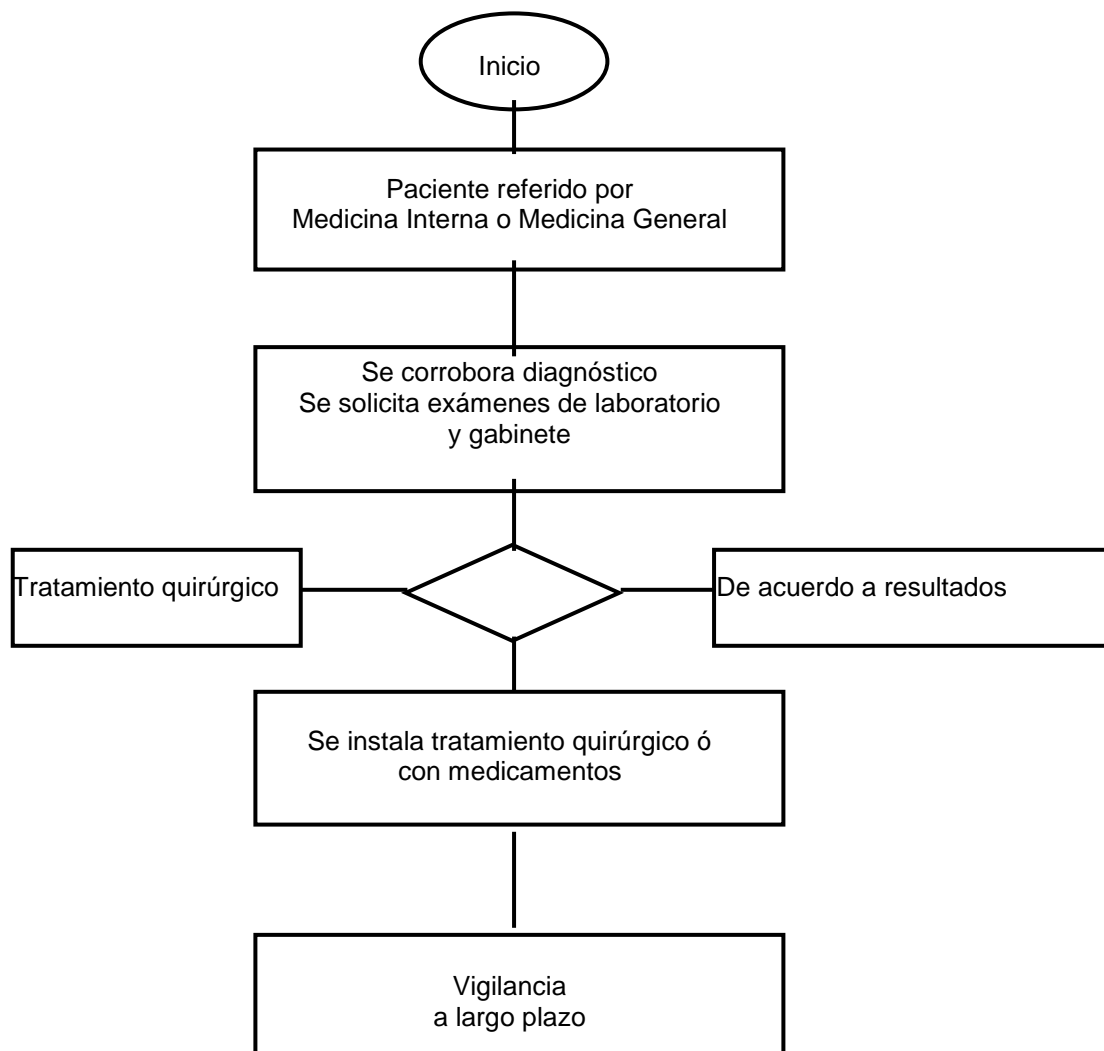 Inicio
Paciente referido por
Medicina Interna o Medicina General
Se corrobora diagnóstico
Se solicita exámenes de laboratorio
y gabinete
Tratamiento quirúrgico
De acuerdo a resultados
Se instala tratamiento quirúrgico ó
con medicamentos
Vigilancia
a largo plazo